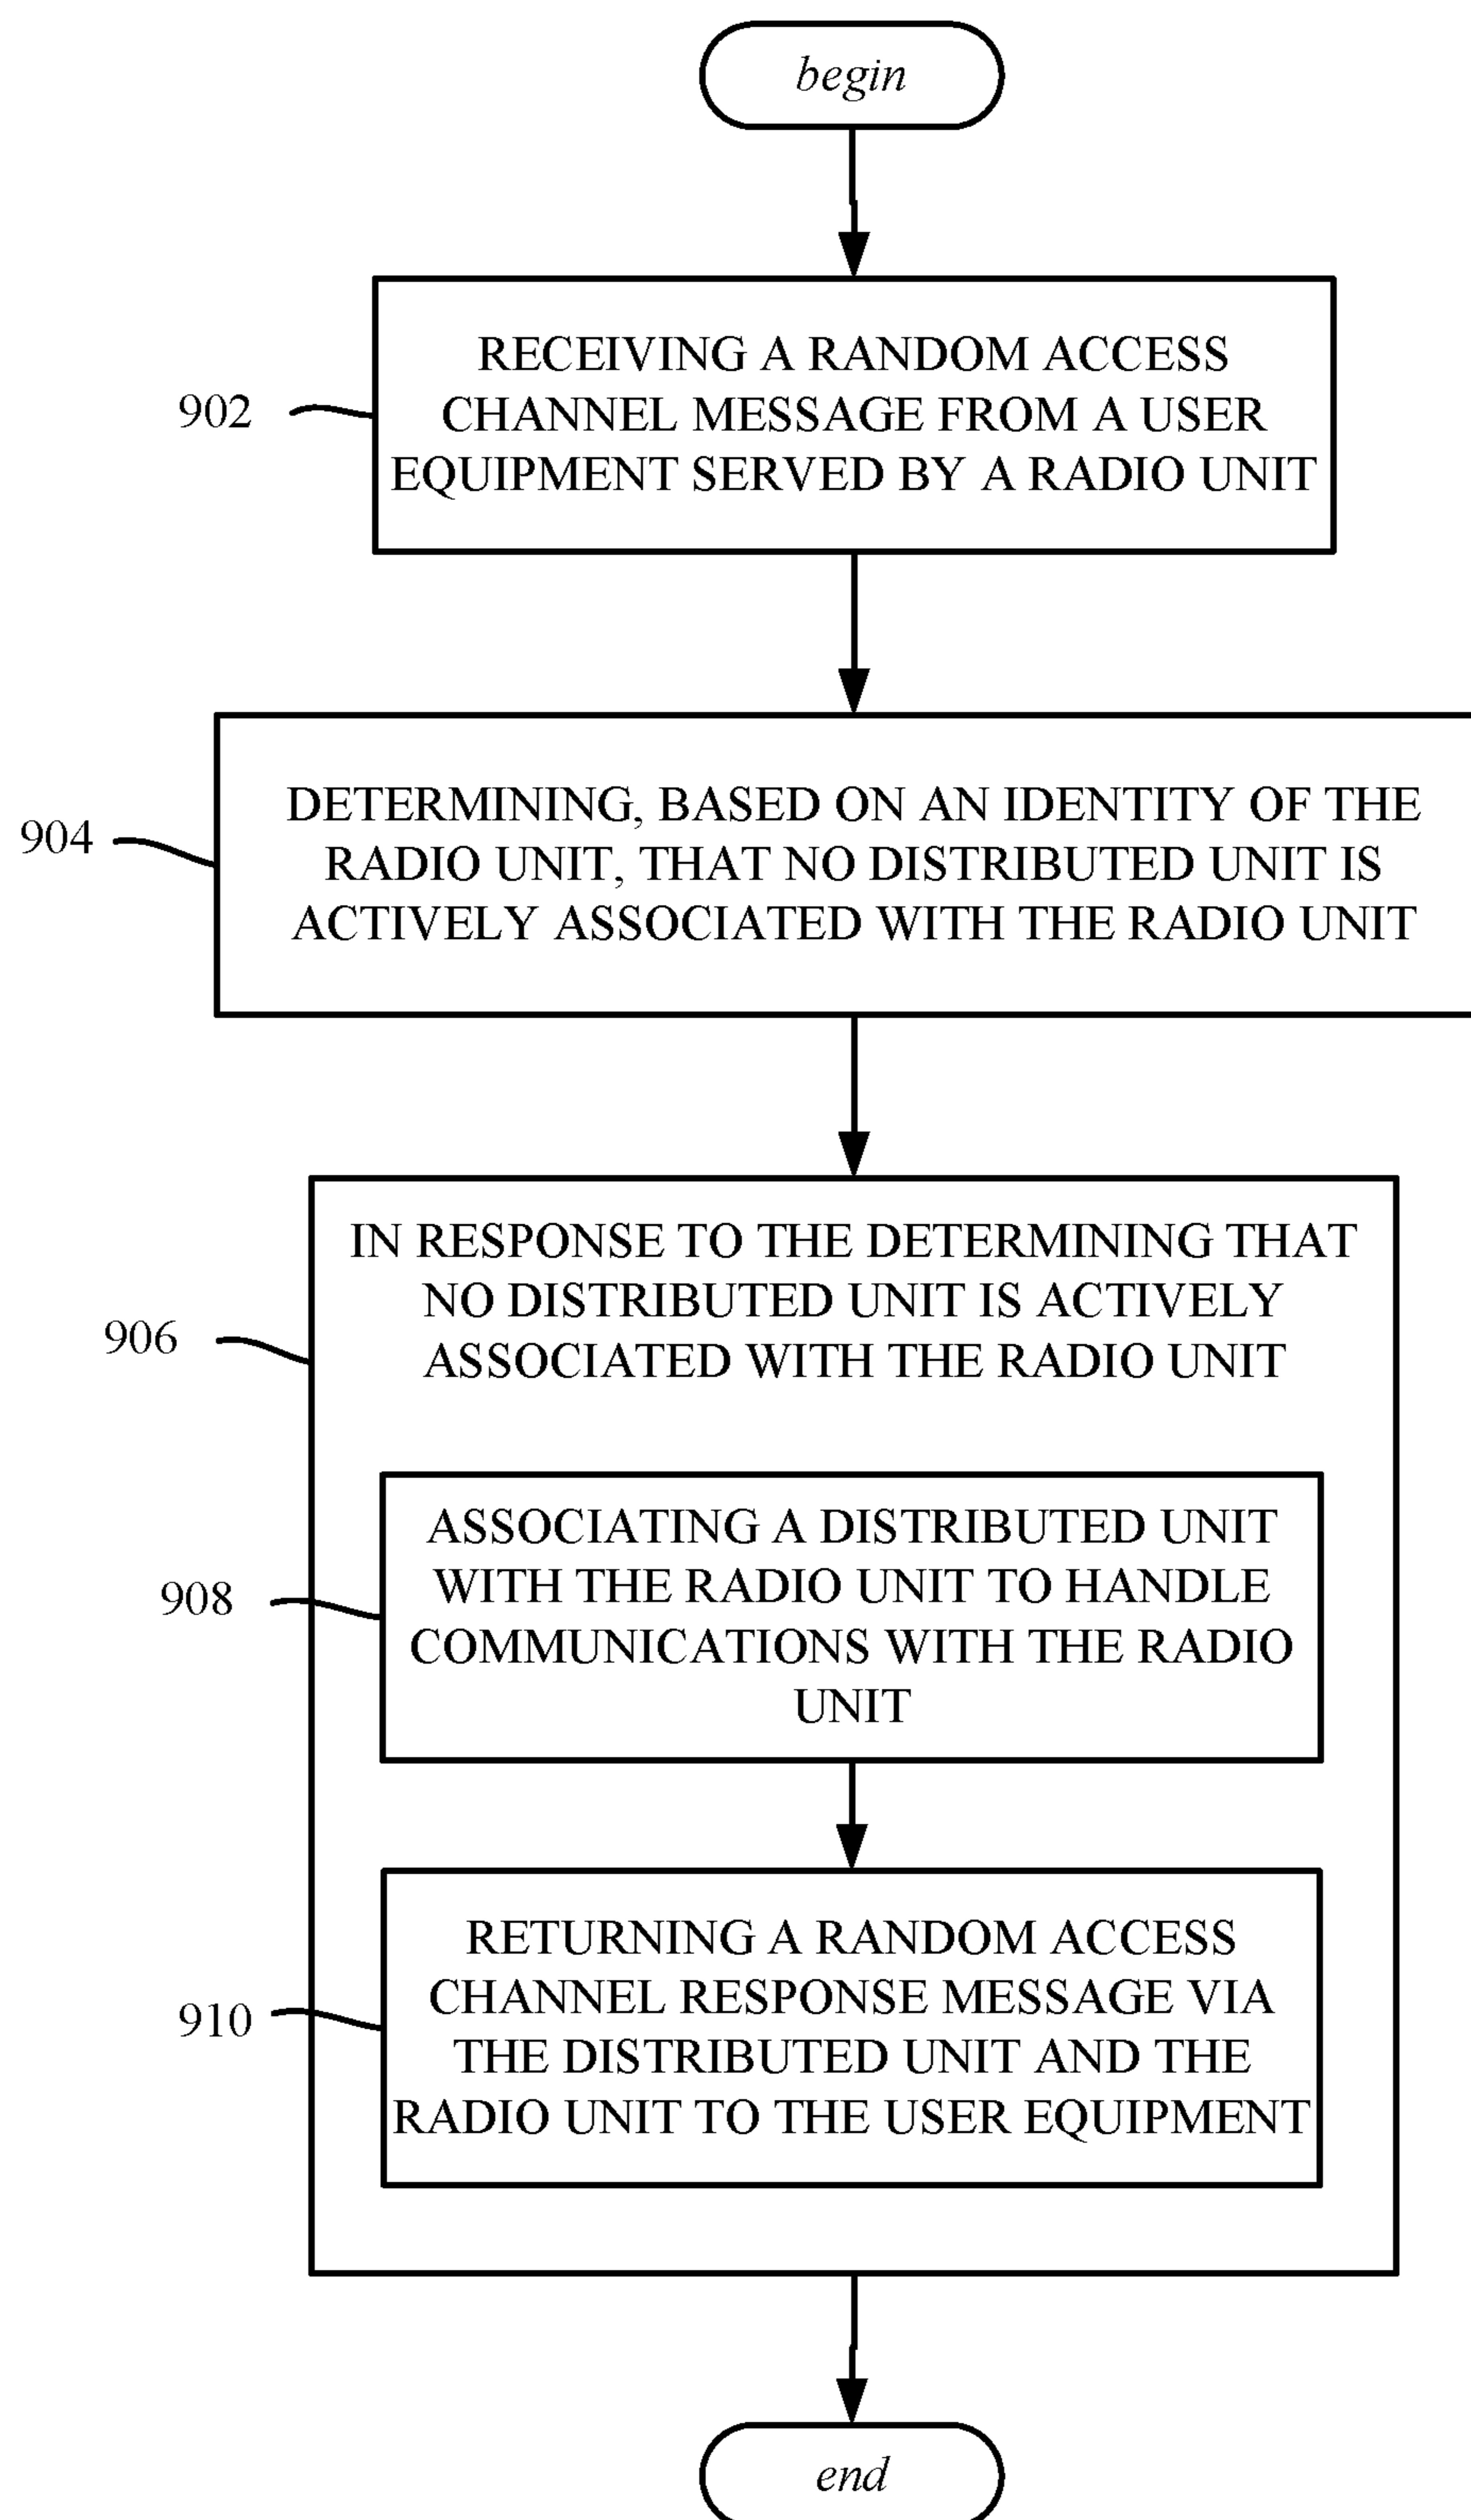 begin
RECEIVING A RANDOM ACCESS
CHANNEL MESSAGE FROM A USER
EQUIPMENT SERVED BY A RADIO UNIT
902
DETERMINING, BASED ON AN IDENTITY OF THE
RADIO UNIT, THAT NO DISTRIBUTED UNIT IS
ACTIVELY ASSOCIATED WITH THE RADIO UNIT
904
IN RESPONSE TO THE DETERMINING THAT
NO DISTRIBUTED UNIT IS ACTIVELY
ASSOCIATED WITH THE RADIO UNIT
906
ASSOCIATING A DISTRIBUTED UNIT
WITH THE RADIO UNIT TO HANDLE
COMMUNICATIONS WITH THE RADIO
UNIT
908
RETURNING A RANDOM ACCESS
CHANNEL RESPONSE MESSAGE VIA
THE DISTRIBUTED UNIT AND THE
RADIO UNIT TO THE USER EQUIPMENT
910
end